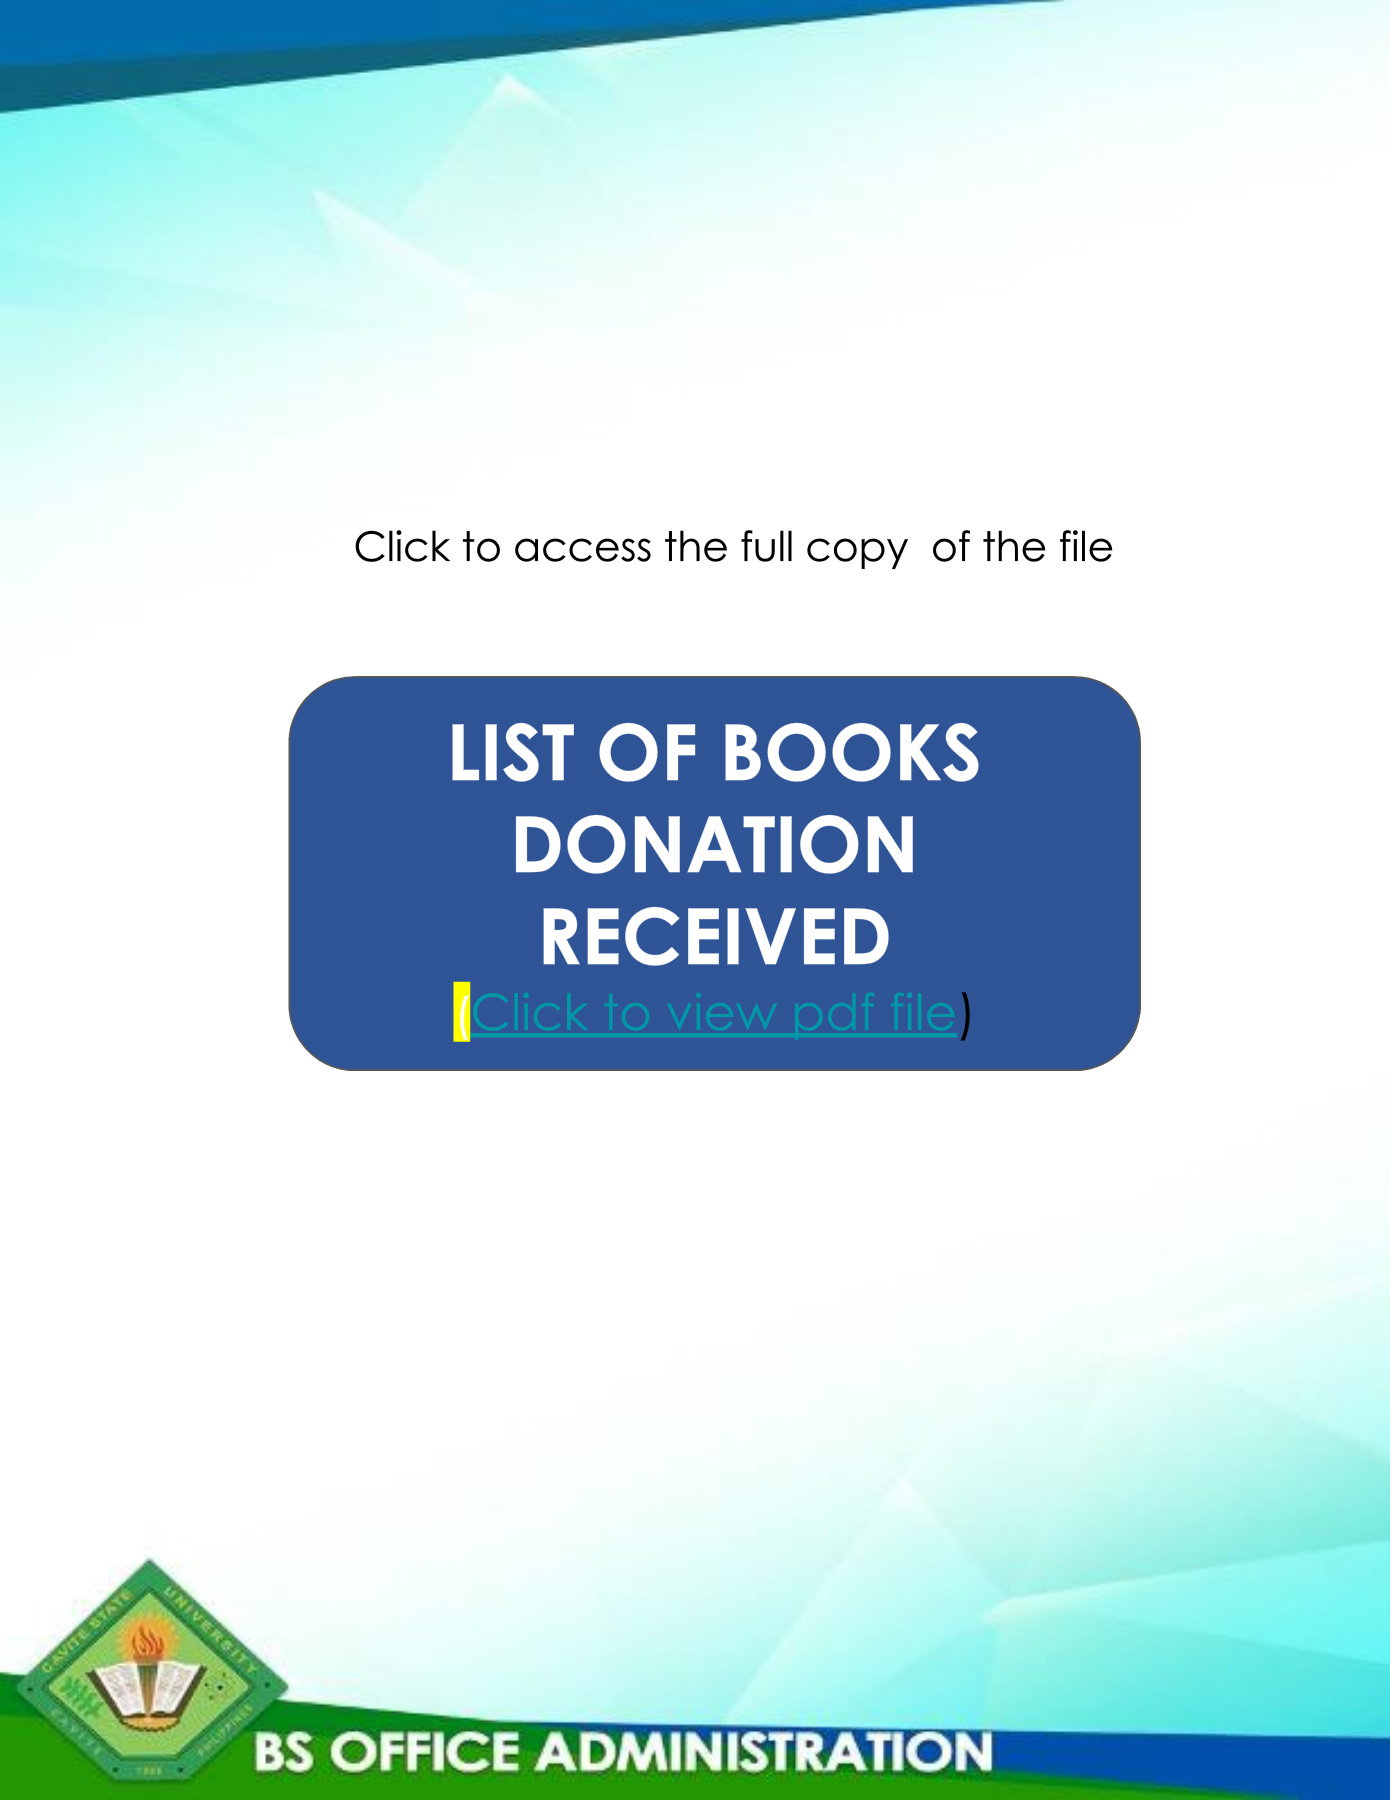 Click to access the full copy  of the file
LIST OF BOOKS
DONATION
RECEIVED
(Click to view pdf file)
CAVITE STATE UNIVERSITY
CAVITE
PHILIPPINES
1906
BS OFFICE ADMINISTRATION